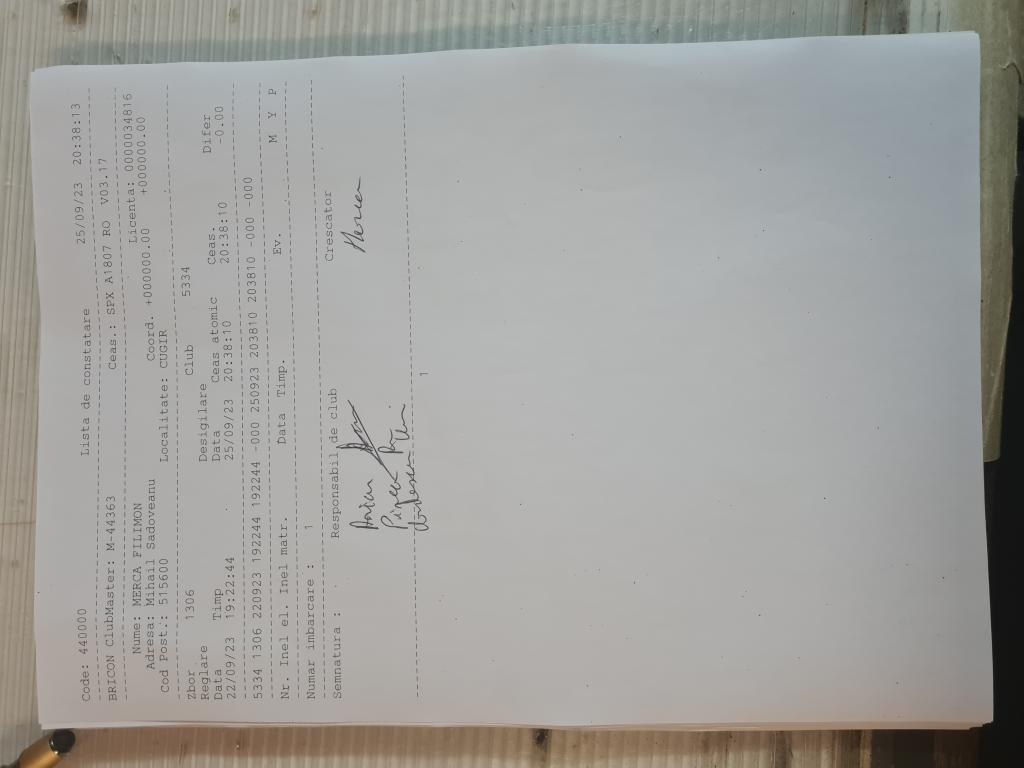 Code: 440000 Lista de constatare 25/09/23 20:38:13
BRICON ClubMaster: M-44363 Ceas.: SPX A1807 RO V03.17
Nume: MERCA FILIMON Licenta: 0000034816
Adresa: Mihail Sadoveanu Coord. +000000.00 +000000.00
Cod Post.: 515600 Localitate: CUGIR
Zbor 1306 Club 5334
Reglare Desigilare
Data Timp Data Ceas atomic Ceas. Difer
22/09/23 19:22:44 25/09/23 20:38:10 20:38:10 -0.00
5334 1306 220923 192244 192244 -000 250923 203810 203810 -000 -000
Nr. Inel el. Inel matr. Data Timp. Ev. M Y P
Numar imbarcare : 1
Semnatura : Responsabil de club Crescator
Merca
1